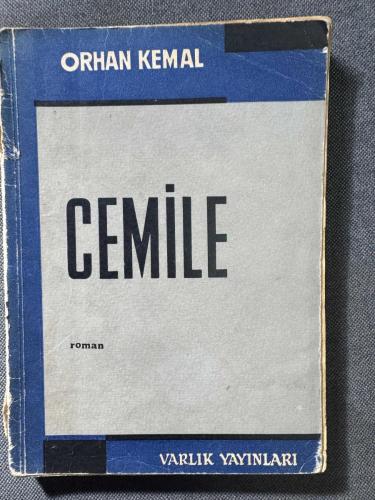 ORHAN KEMAL
CEMİLE
roman
VARLIK YAYINLARI